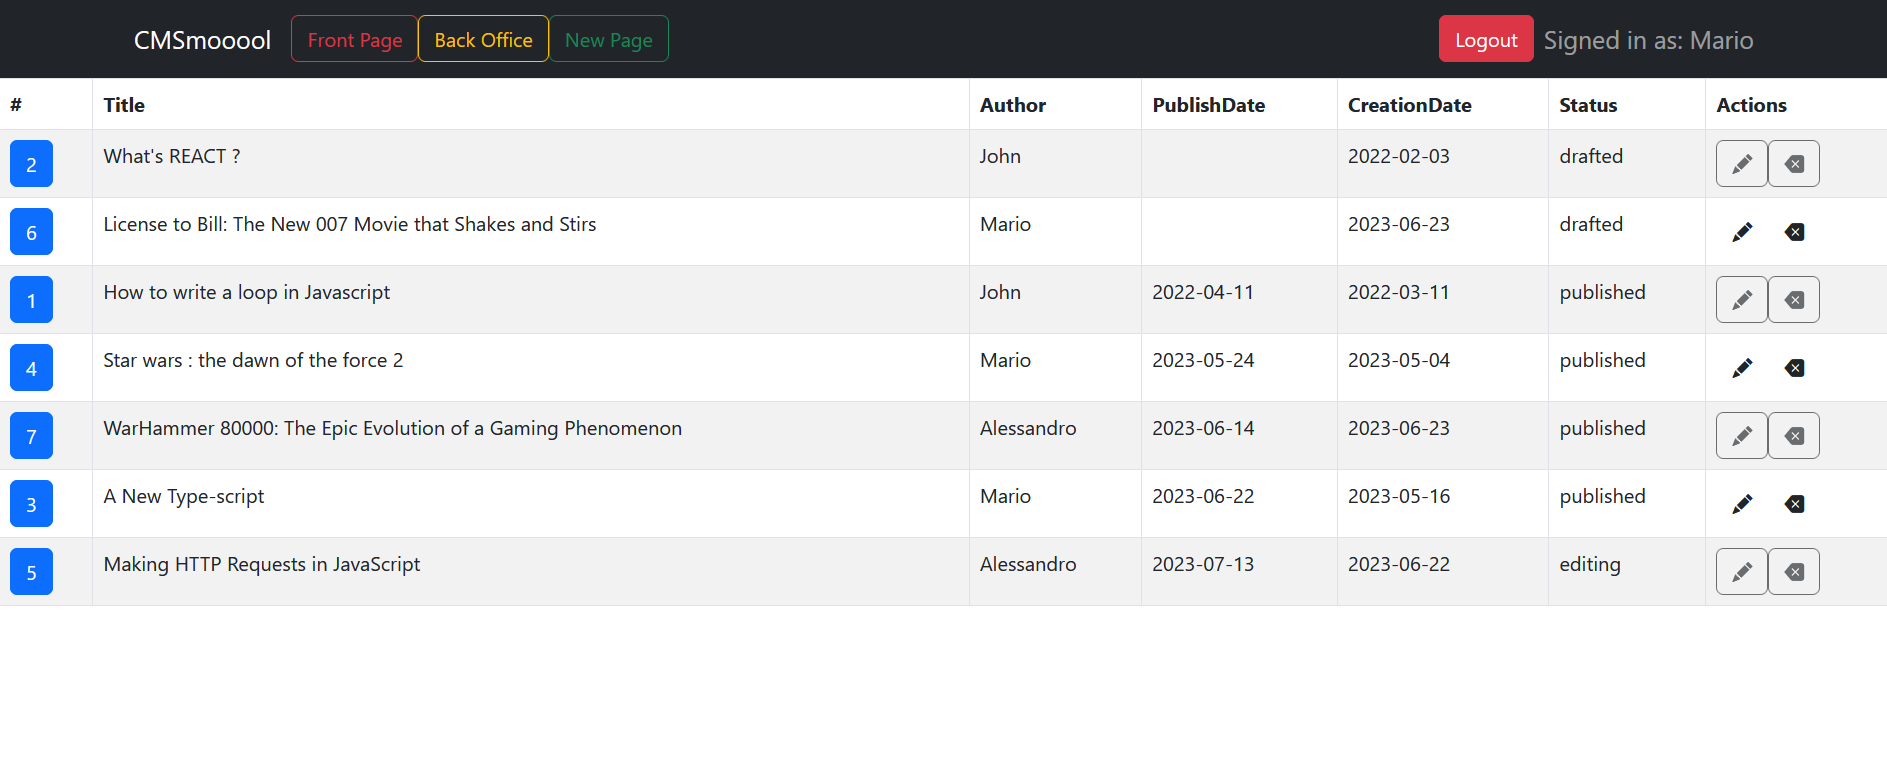 CMSmooool Front Page Back Office New Page Logout Signed in as: Mario
# Title Author PublishDate CreationDate Status Actions
2 What's REACT ? John 2022-02-03 drafted
6 License to Bill: The New 007 Movie that Shakes and Stirs Mario 2023-06-23 drafted
1 How to write a loop in Javascript John 2022-04-11 2022-03-11 published
4 Star wars : the dawn of the force 2 Mario 2023-05-24 2023-05-04 published
7 WarHammer 80000: The Epic Evolution of a Gaming Phenomenon Alessandro 2023-06-14 2023-06-23 published
3 A New Type-script Mario 2023-06-22 2023-05-16 published
5 Making HTTP Requests in JavaScript Alessandro 2023-07-13 2023-06-22 editing